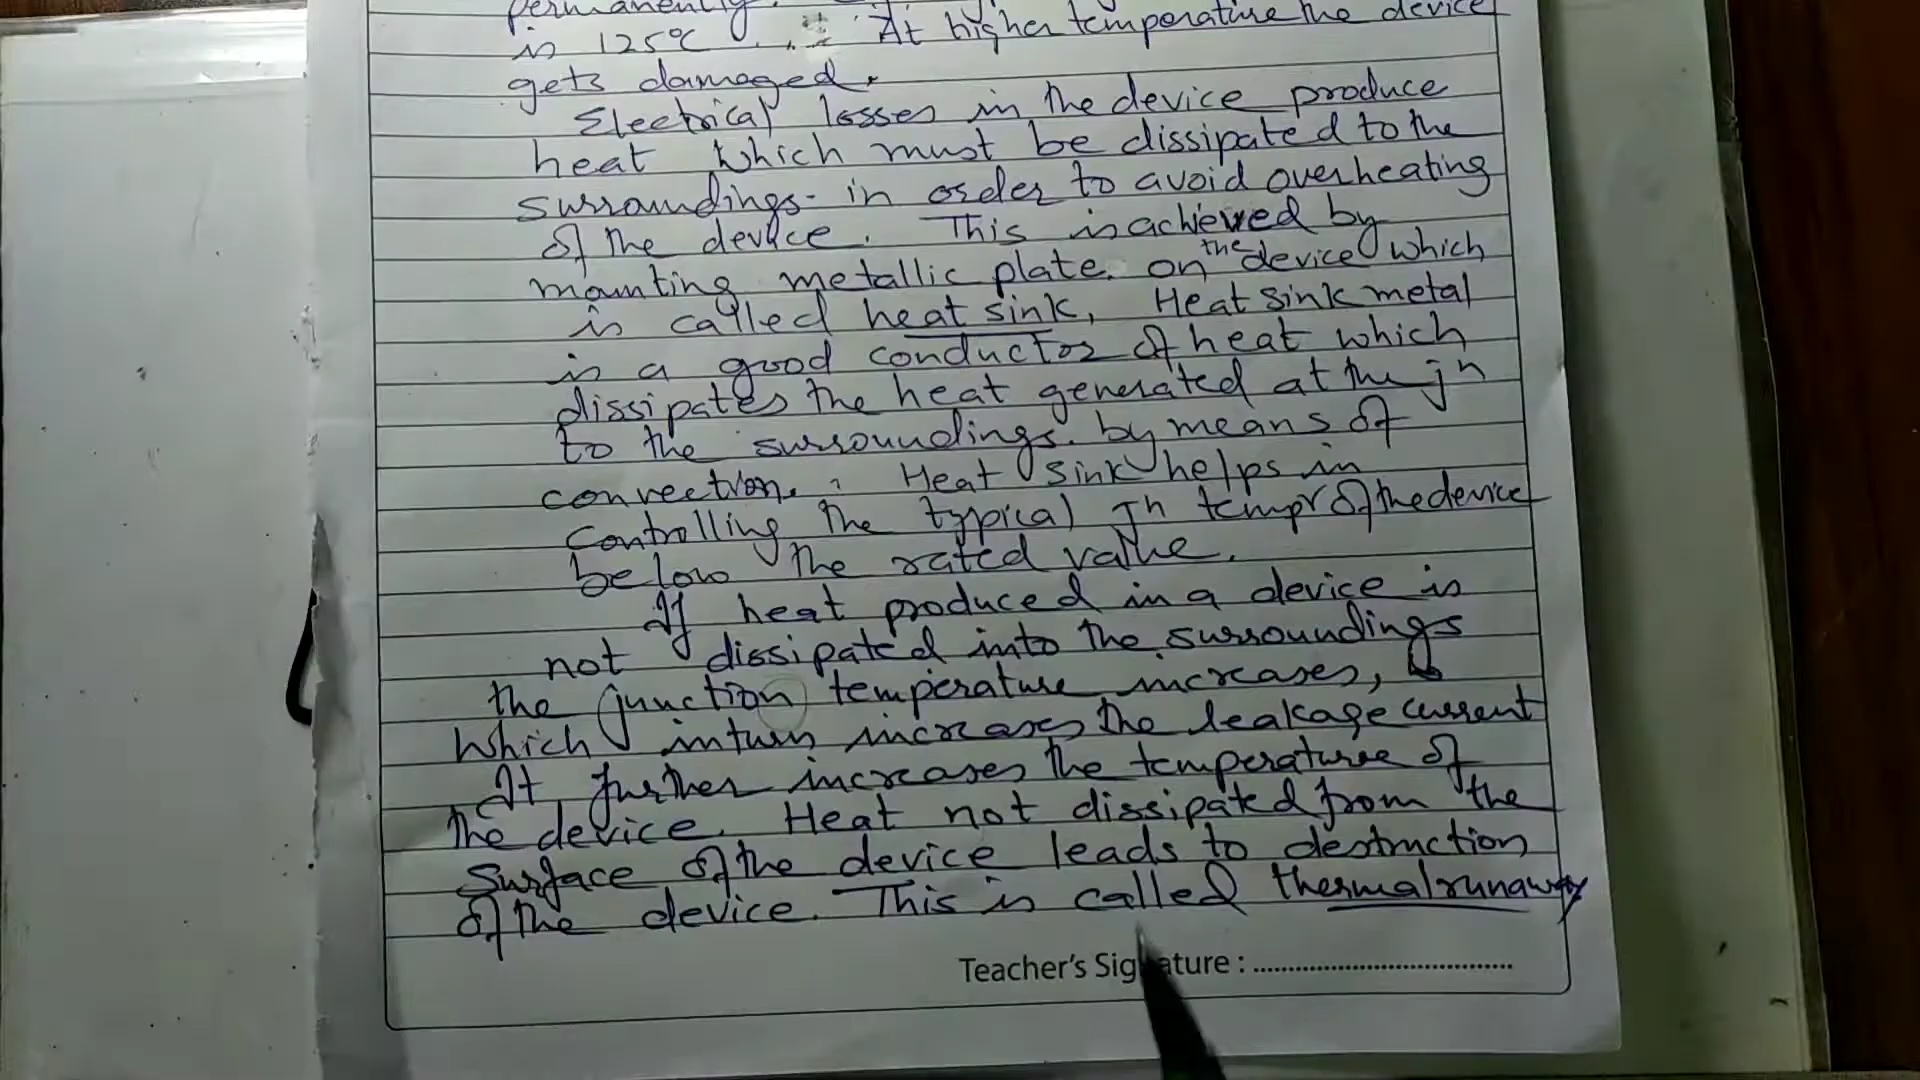 permanently.
is 125°C At higher temperature the device
gets damaged.
Electrical losses in the device produce
heat which must be dissipated to the
surroundings in order to avoid overheating
of the device. This is achieved by
mounting metallic plate on the device which
is called heat sink, Heat sink metal
is a good conductor of heat which
dissipates the heat generated at the jn
to the surroundings. by means of
convection. Heat sink helps in
controlling the typical Jn tempr of the device
below the rated value.
If heat produced in a device is
not dissipated into the surroundings
the junction temperature increases,
which inturn increases the leakage current
It further increases the temperature of
the device. Heat not dissipated from the
surface of the device leads to destruction
of the device. This is called thermal runaway
Teacher's Signature : ........................................